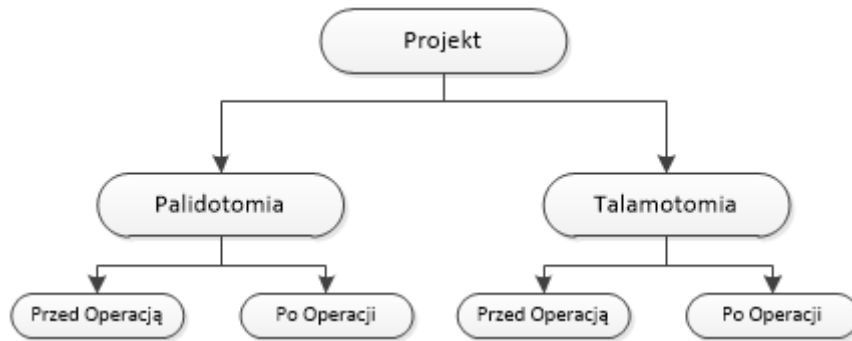 Projekt
Palidotomia
Talamotomia
Przed Operacją
Po Operacji
Przed Operacją
Po Operacji